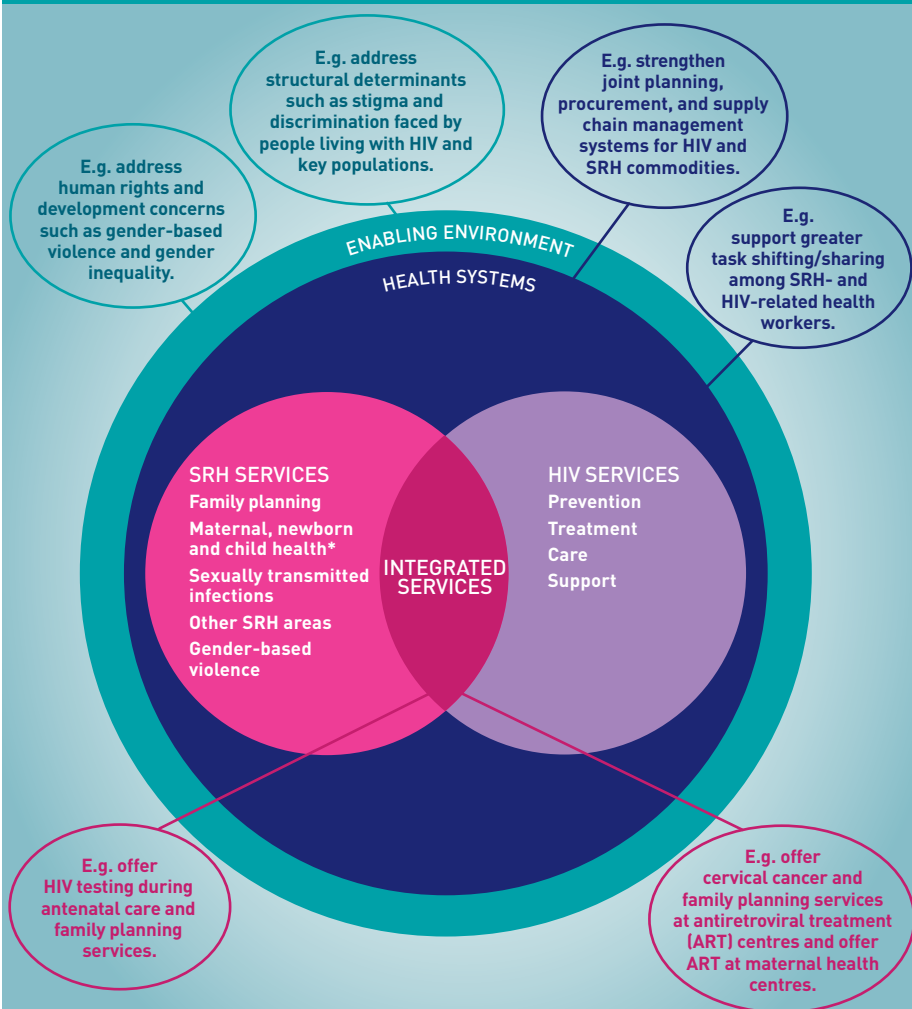 E.g. address
structural determinants
such as stigma and
discrimination faced by
people living with HIV and
key populations.
E.g. strengthen
joint planning,
procurement, and supply
chain management
systems for HIV and
SRH commodities.
E.g. address
human rights and
development concerns
such as gender-based
violence and gender
inequality.
E.g.
support greater
task shifting/sharing
among SRH- and
HIV-related health
workers.
ENABLING ENVIRONMENT
HEALTH SYSTEMS
SRH SERVICES
Family planning
Maternal, newborn
and child health*
Sexually transmitted
infections
Other SRH areas
Gender-based
violence
INTEGRATED
SERVICES
HIV SERVICES
Prevention
Treatment
Care
Support
E.g. offer
HIV testing during
antenatal care and
family planning
services.
E.g. offer
cervical cancer and
family planning services
at antiretroviral treatment
(ART) centres and offer
ART at maternal health
centres.